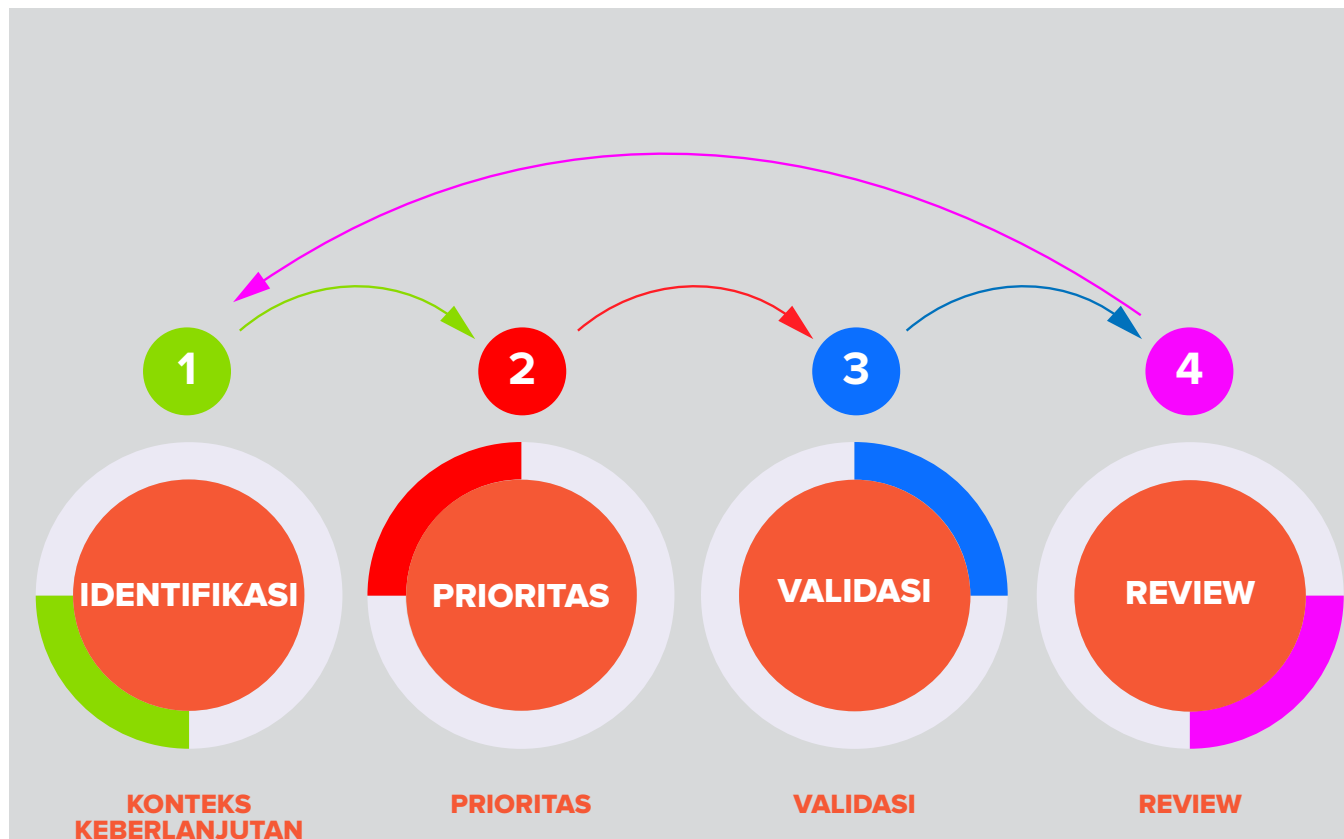 1
2
3
4
IDENTIFIKASI
PRIORITAS
VALIDASI
REVIEW
KONTEKS
KEBERLANJUTAN
PRIORITAS
VALIDASI
REVIEW